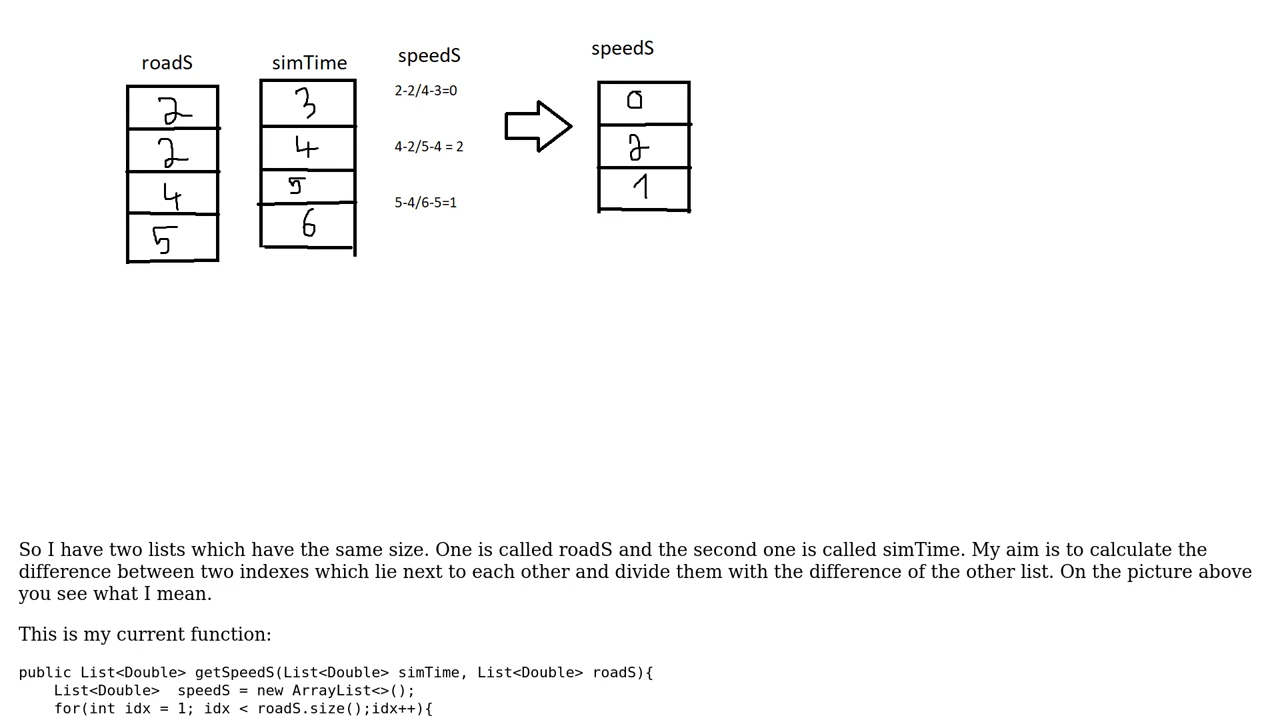 roadS simTime speedS speedS
2 3 2-2/4-3=0 0
2 4 4-2/5-4 = 2 2
4 5 5-4/6-5=1 1
5 6
So I have two lists which have the same size. One is called roadS and the second one is called simTime. My aim is to calculate the
difference between two indexes which lie next to each other and divide them with the difference of the other list. On the picture above
you see what I mean.
This is my current function:
public List<Double> getSpeedS(List<Double> simTime, List<Double> roadS){
    List<Double>  speedS = new ArrayList<>();
    for(int idx = 1; idx < roadS.size();idx++){